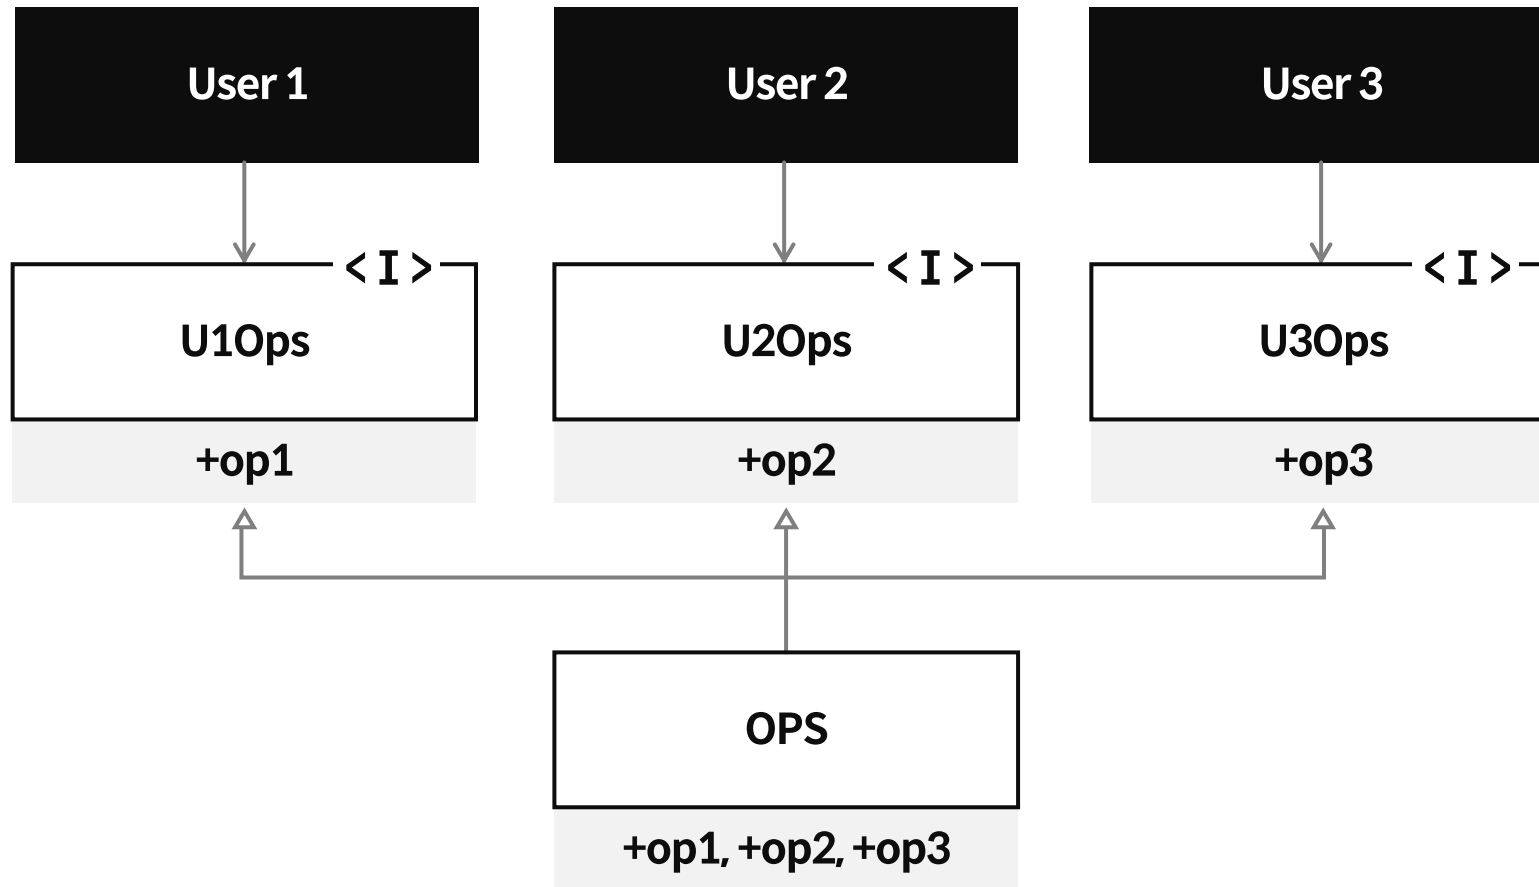 User 1
User 2
User 3
<I>
<I>
<I>
U1Ops
U2Ops
U3Ops
+op1
+op2
+op3
OPS
+op1, +op2, +op3